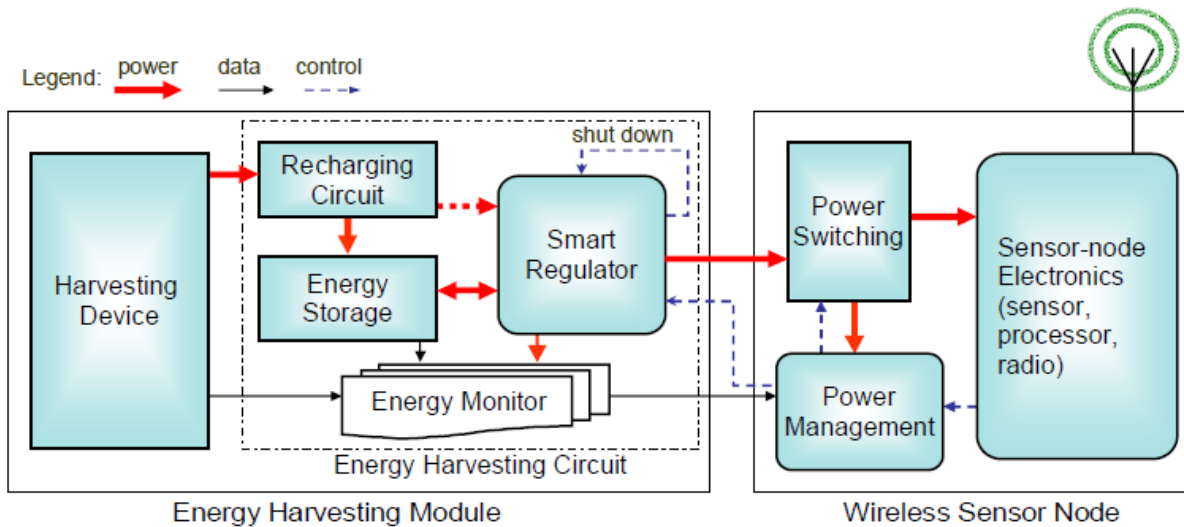 Legend: power data control
shut down
Harvesting
Device
Recharging
Circuit
Energy
Storage
Smart
Regulator
Energy Monitor
Energy Harvesting Circuit
Energy Harvesting Module
Power
Switching
Power
Management
Sensor-node
Electronics
(sensor,
processor,
radio)
Wireless Sensor Node